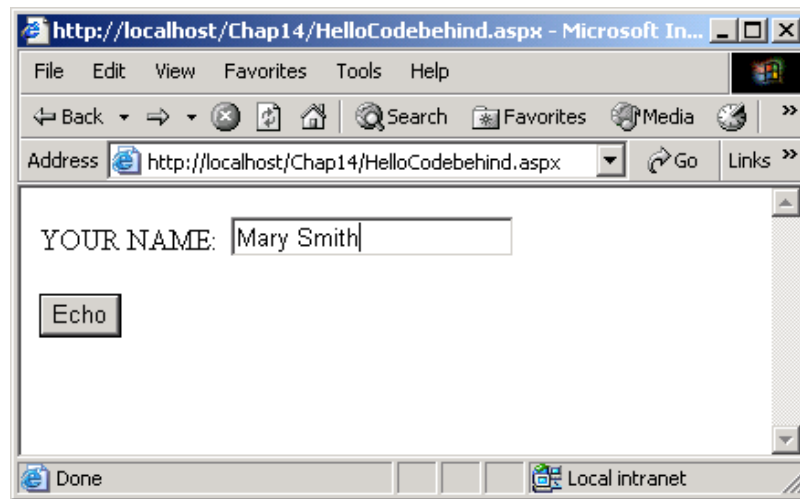 http://localhost/Chap14/HelloCodebehind.aspx - Microsoft In...
File Edit View Favorites Tools Help
Back Search Favorites Media »
Address http://localhost/Chap14/HelloCodebehind.aspx Go Links »
YOUR NAME: Mary Smith
Echo
Done Local intranet